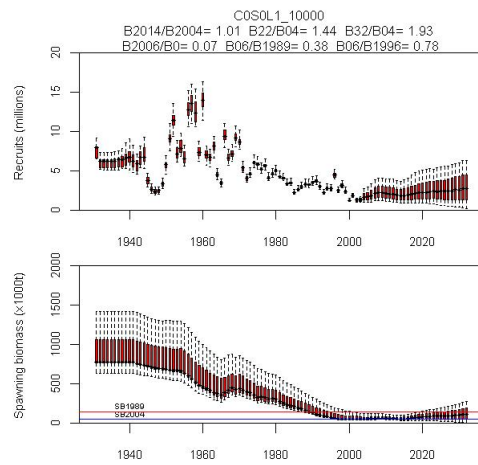 C0S0L1_10000
B2014/B2004= 1.01 B22/B04= 1.44 B32/B04= 1.93
B2006/B0= 0.07 B06/B1989= 0.38 B06/B1996= 0.78
Recruits (millions)
20
15
10
5
0
1940 1960 1980 2000 2020
Spawning biomass (x1000t)
2000
1500
1000
500
0
SB1989
SB2004
1940 1960 1980 2000 2020